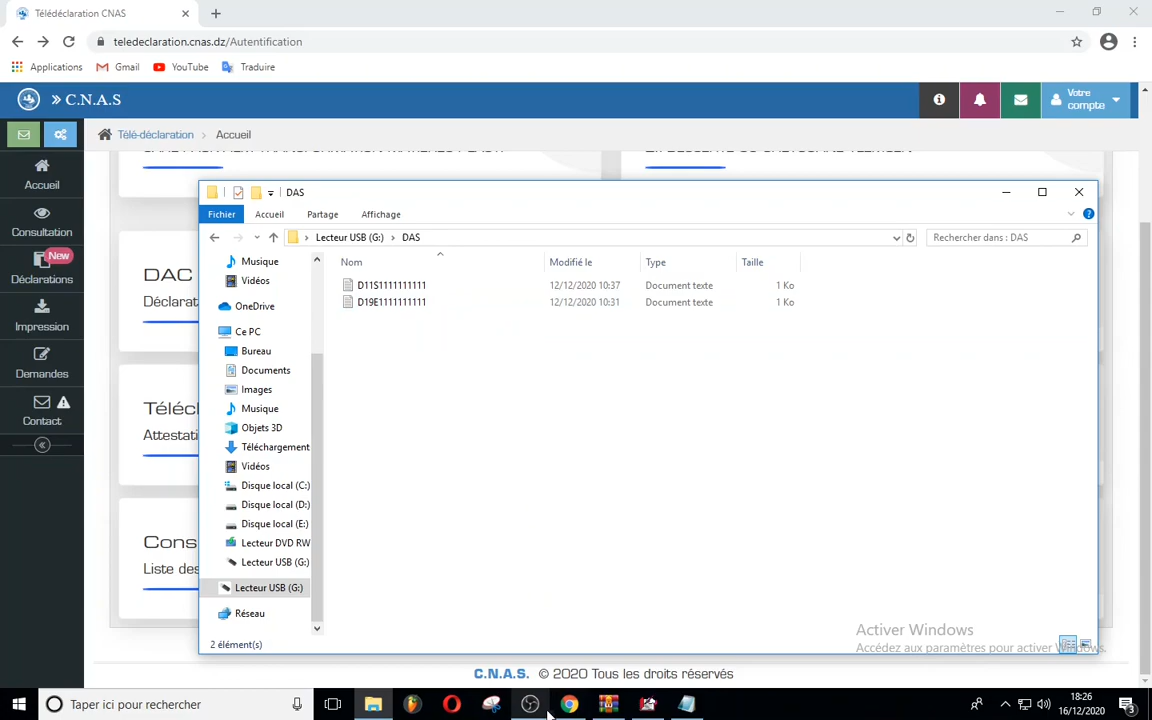 Télédéclaration CNAS
teledeclaration.cnas.dz/Autentification
Applications Gmail YouTube Traduire
» C.N.A.S
Votre compte
Télé-déclaration > Accueil
Accueil
Consultation
New
Déclarations
Impression
Demandes
Contact
DAC
Déclarat
Téléch
Attestati
Cons
Liste des
DAS
Fichier Accueil Partage Affichage
Lecteur USB (G:) > DAS
Rechercher dans : DAS
Nom Modifié le Type Taille
D11S1111111111 12/12/2020 10:37 Document texte 1 Ko
D19E1111111111 12/12/2020 10:31 Document texte 1 Ko
Musique
Vidéos
OneDrive
Ce PC
Bureau
Documents
Images
Musique
Objets 3D
Téléchargement
Vidéos
Disque local (C:)
Disque local (D:)
Disque local (E:)
Lecteur DVD RW
Lecteur USB (G:)
Lecteur USB (G:)
Réseau
2 élément(s)
Activer Windows
Accédez aux paramètres pour activer Windows.
C.N.A.S. © 2020 Tous les droits réservés
Taper ici pour rechercher
18:26
16/12/2020
3